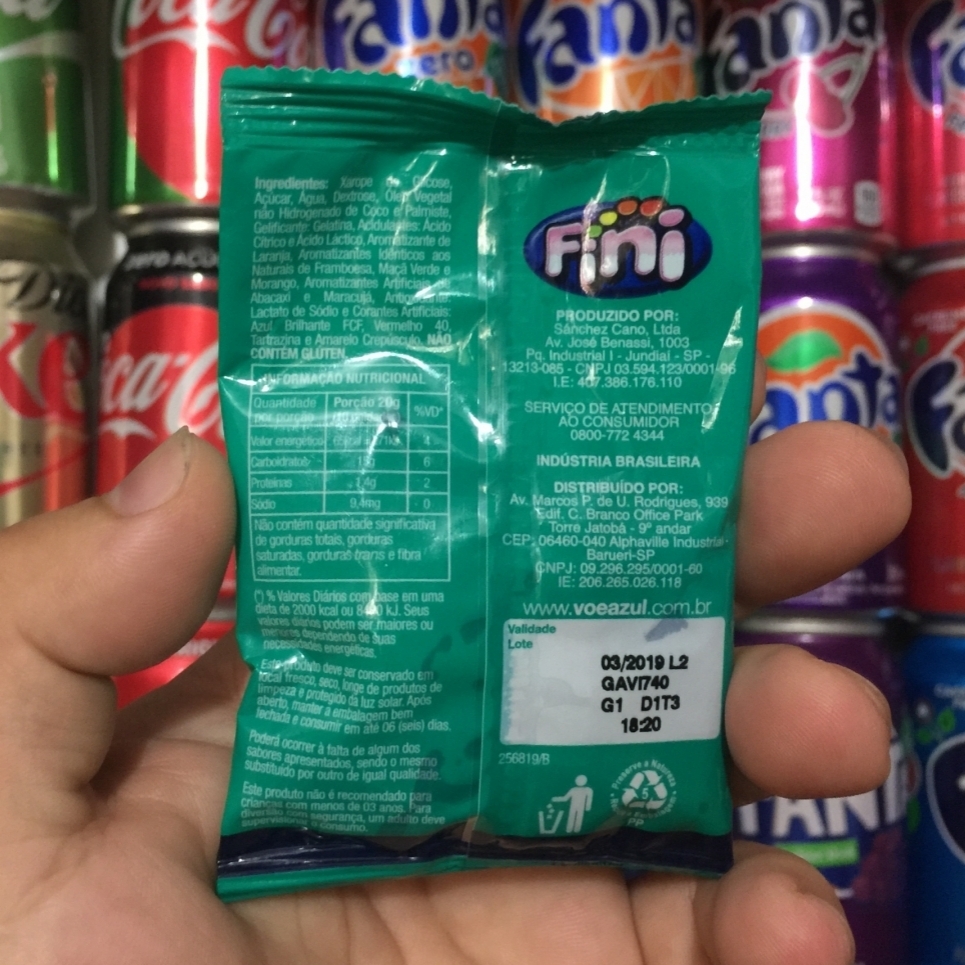 Fanta
zero
Fanta
Fanta
Coca-Cola
Ingredientes: Xarope de Glicose,
Açúcar, Água, Dextrose, Óleo Vegetal
não Hidrogenado de Coco e Palmiste,
Gelificante: Gelatina, Acidulantes: Ácido
Cítrico e Ácido Láctico, Aromatizante de
Laranja, Aromatizantes Idênticos aos
Naturais de Framboesa, Maçã Verde e
Morango, Aromatizantes Artificiais de
Abacaxi e Maracujá, Antioxidante:
Lactato de Sódio e Corantes Artificiais:
Azul Brilhante FCF, Vermelho 40,
Tartrazina e Amarelo Crepúsculo. NÃO
CONTÉM GLÚTEN.
INFORMAÇÃO NUTRICIONAL
Quantidade por porção Porção 20g %VD*
Valor energético 4
Carboidratos 6
Proteínas 2
Sódio 9,4mg 0
Não contém quantidade significativa
de gorduras totais, gorduras
saturadas, gorduras trans e fibra
alimentar.
(*) % Valores Diários com base em uma
dieta de 2000 kcal ou 8400 kJ. Seus
valores diários podem ser maiores ou
menores dependendo de suas
necessidades energéticas.
Este produto deve ser conservado em
local fresco, seco, longe de produtos de
limpeza e protegido da luz solar. Após
aberto, manter a embalagem bem
fechada e consumir em até 06 (seis) dias.
Poderá ocorrer à falta de algum dos
sabores apresentados, sendo o mesmo
substituído por outro de igual qualidade.
Este produto não é recomendado para
crianças com menos de 03 anos. Para
diversão com segurança, um adulto deve
supervisionar o consumo.
Fini
PRODUZIDO POR:
Sánchez Cano, Ltda
Av. José Benassi, 1003
Pq. Industrial I - Jundiaí - SP -
13213-085 - CNPJ 03.594.123/0001-96
I.E: 407.386.176.110
SERVIÇO DE ATENDIMENTO
AO CONSUMIDOR
0800-772 4344
INDÚSTRIA BRASILEIRA
DISTRIBUÍDO POR:
Av. Marcos P. de U. Rodrigues, 939
Edif. C. Branco Office Park
Torre Jatobá - 9º andar
CEP: 06460-040 Alphaville Industrial-
Barueri-SP
CNPJ: 09.296.295/0001-60
IE: 206.265.026.118
www.voeazul.com.br
Validade
Lote
03/2019 L2
GAVI740
G1 D1T3
18:20
256819/B
Preserve a Natureza
5
PP
Fanta